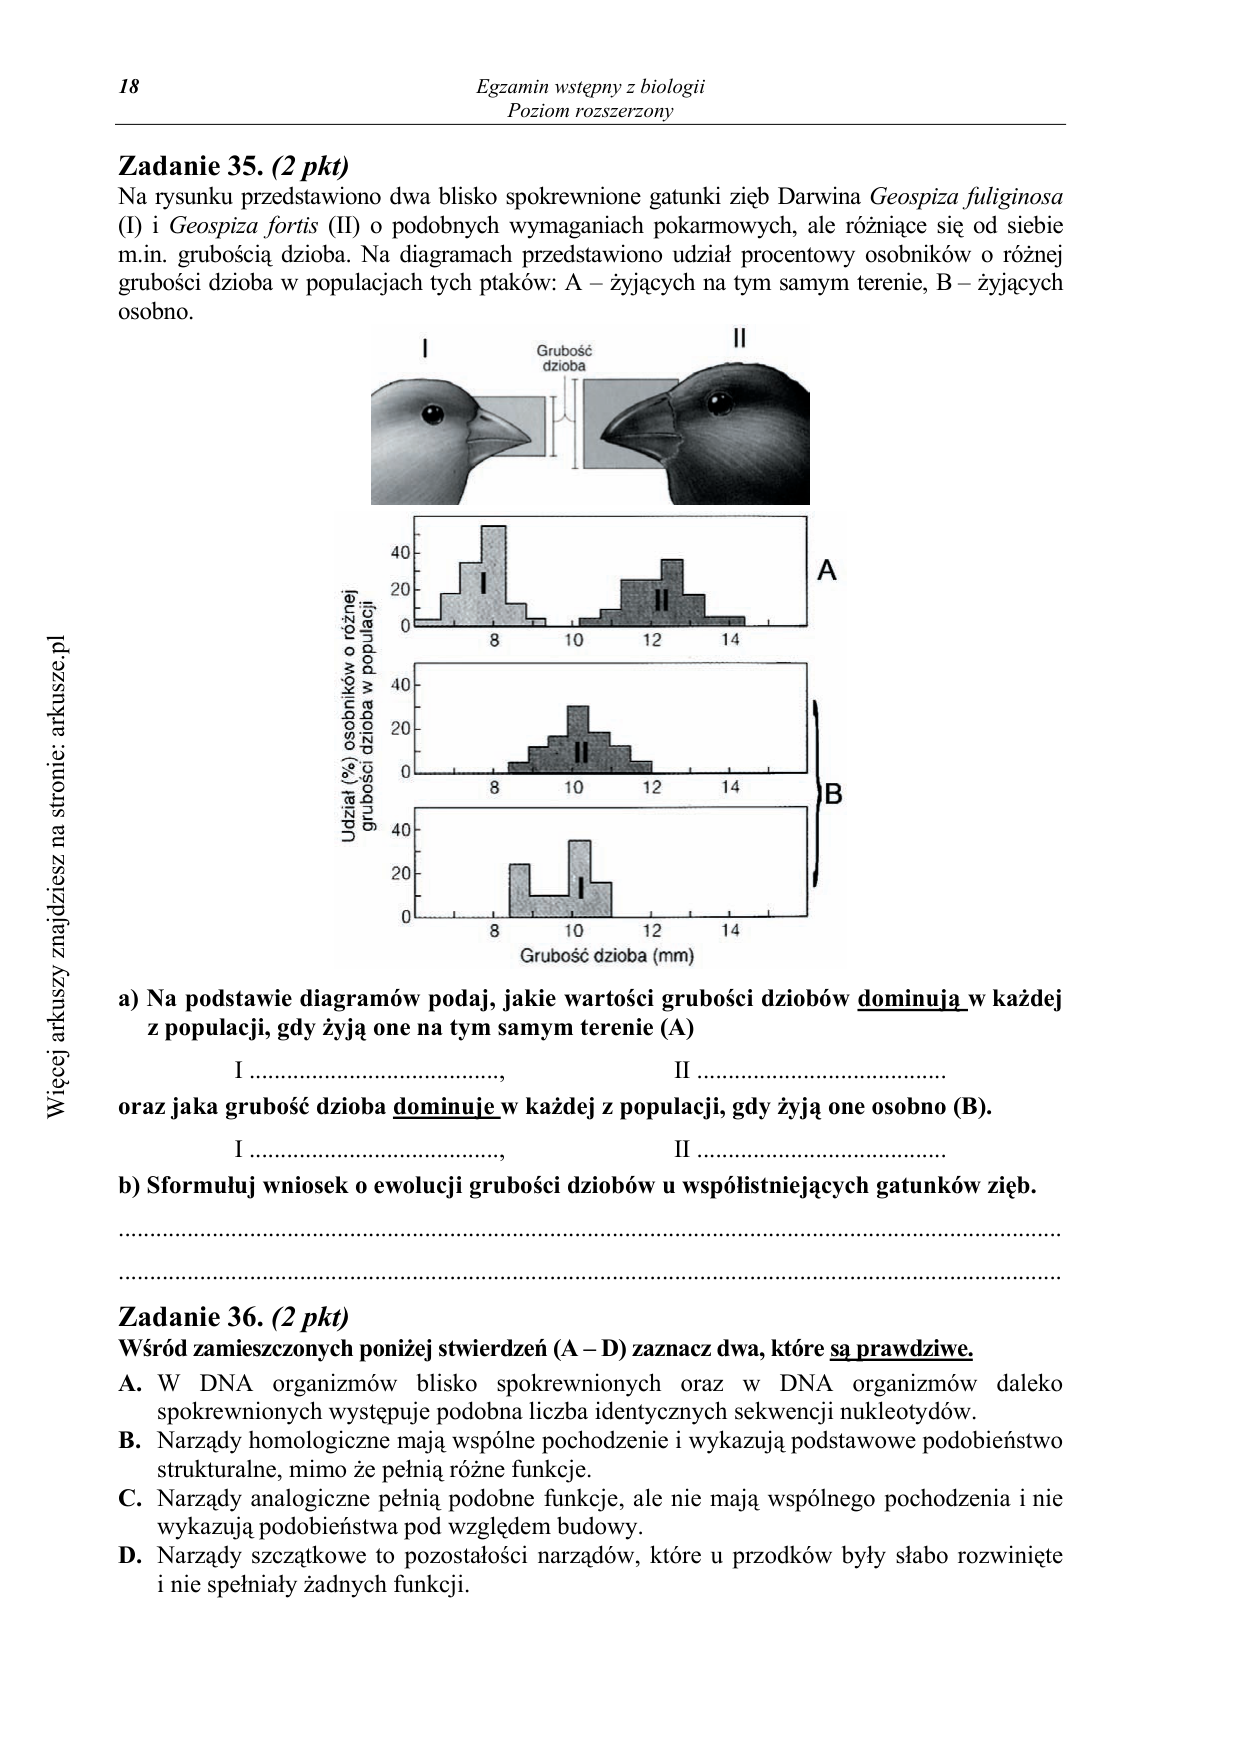 18
Egzamin wstępny z biologii
Poziom rozszerzony
Zadanie 35. (2 pkt)
Na rysunku przedstawiono dwa blisko spokrewnione gatunki zięb Darwina Geospiza fuliginosa
(I) i Geospiza fortis (II) o podobnych wymaganiach pokarmowych, ale różniące się od siebie
m.in. grubością dzioba. Na diagramach przedstawiono udział procentowy osobników o różnej
grubości dzioba w populacjach tych ptaków: A – żyjących na tym samym terenie, B – żyjących
osobno.
I
II
Grubość
dzioba
Udział (%) osobników o różnej
grubości dzioba w populacji
40
20
0
I
II
8 10 12 14
A
40
20
0
II
8 10 12 14
B
40
20
0
I
8 10 12 14
Grubość dzioba (mm)
a) Na podstawie diagramów podaj, jakie wartości grubości dziobów dominują w każdej
z populacji, gdy żyją one na tym samym terenie (A)
I ........................................, II ........................................
oraz jaka grubość dzioba dominuje w każdej z populacji, gdy żyją one osobno (B).
I ........................................, II ........................................
b) Sformułuj wniosek o ewolucji grubości dziobów u współistniejących gatunków zięb.
.......................................................................................................................................................
.......................................................................................................................................................
Zadanie 36. (2 pkt)
Wśród zamieszczonych poniżej stwierdzeń (A – D) zaznacz dwa, które są prawdziwe.
A. W DNA organizmów blisko spokrewnionych oraz w DNA organizmów daleko
spokrewnionych występuje podobna liczba identycznych sekwencji nukleotydów.
B. Narządy homologiczne mają wspólne pochodzenie i wykazują podstawowe podobieństwo
strukturalne, mimo że pełnią różne funkcje.
C. Narządy analogiczne pełnią podobne funkcje, ale nie mają wspólnego pochodzenia i nie
wykazują podobieństwa pod względem budowy.
D. Narządy szczątkowe to pozostałości narządów, które u przodków były słabo rozwinięte
i nie spełniały żadnych funkcji.
Więcej arkuszy znajdziesz na stronie: arkusze.pl